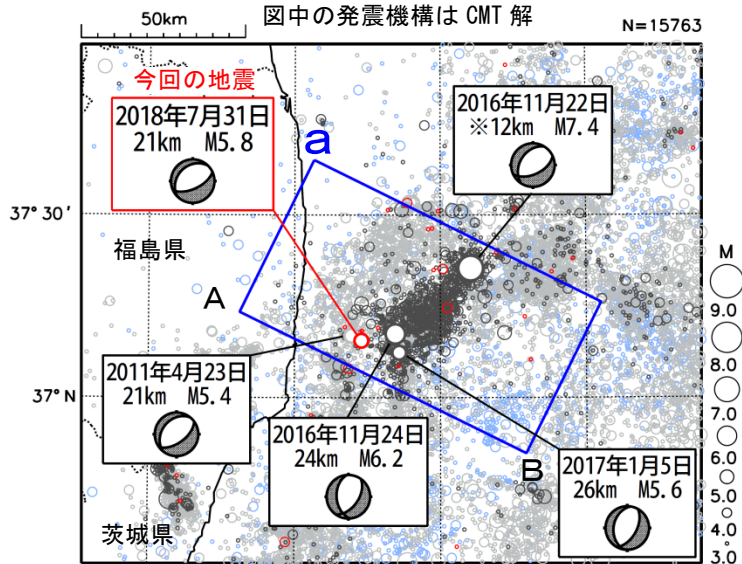 50km
図中の発震機構は CMT 解
N=15763
今回の地震
2018年7月31日
21km M5.8
a
2016年11月22日
※12km M7.4
37° 30′
福島県
A
M
9.0
8.0
7.0
6.0
5.0
4.0
3.0
2011年4月23日
21km M5.4
37° N
2016年11月24日
24km M6.2
B
2017年1月5日
26km M5.6
茨城県